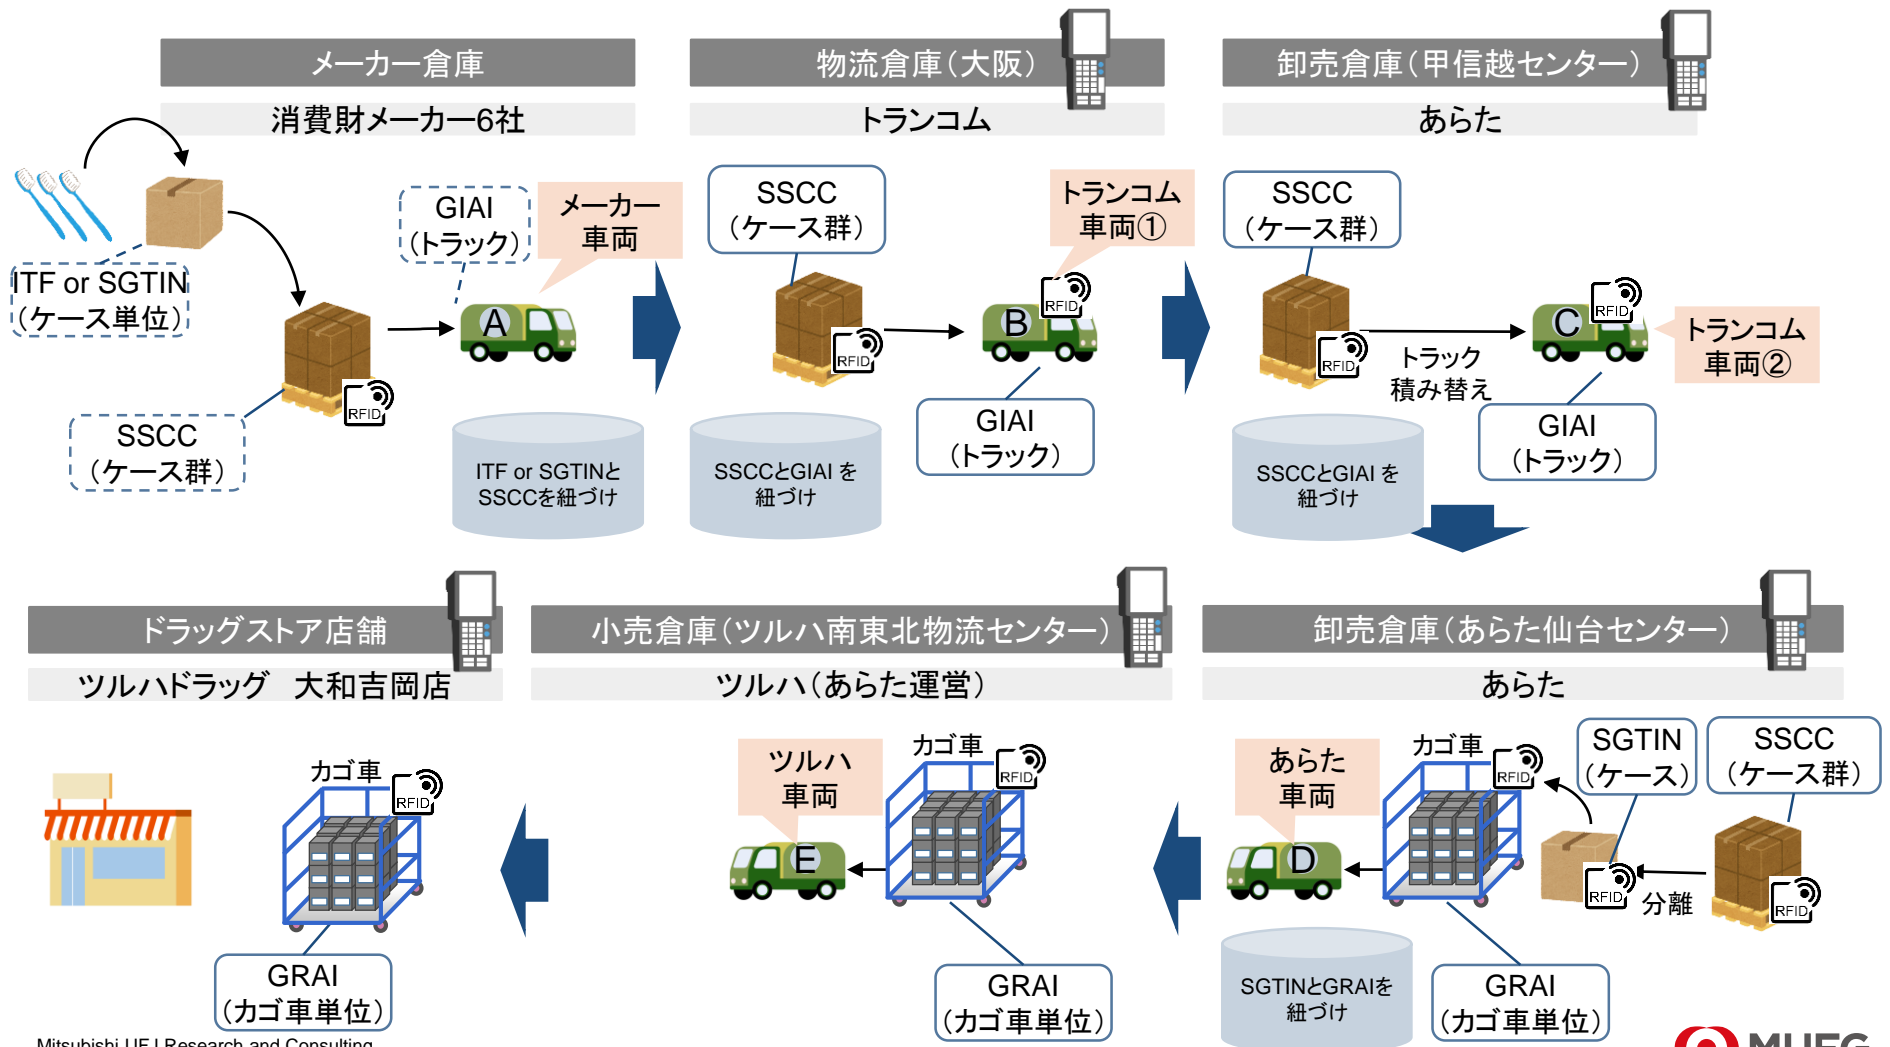 メーカー倉庫
消費財メーカー6社
ITF or SGTIN
(ケース単位)
SSCC
(ケース群)
RFID
GIAI
(トラック)
メーカー
車両
A
ITF or SGTINと
SSCCを紐づけ
物流倉庫(大阪)
トランコム
SSCC
(ケース群)
RFID
トランコム
車両①
RFID
B
GIAI
(トラック)
SSCCとGIAI を
紐づけ
卸売倉庫(甲信越センター)
あらた
SSCC
(ケース群)
RFID
トラック
積み替え
RFID
C
トランコム
車両②
GIAI
(トラック)
SSCCとGIAI を
紐づけ
卸売倉庫(あらた仙台センター)
あらた
SSCC
(ケース群)
RFID
分離
SGTIN
(ケース)
RFID
カゴ車
RFID
あらた
車両
D
GRAI
(カゴ車単位)
SGTINとGRAIを
紐づけ
小売倉庫(ツルハ南東北物流センター)
ツルハ(あらた運営)
カゴ車
RFID
ツルハ
車両
E
GRAI
(カゴ車単位)
ドラッグストア店舗
ツルハドラッグ 大和吉岡店
カゴ車
RFID
GRAI
(カゴ車単位)
Mitsubishi UFJ Research and Consulting
MUFG